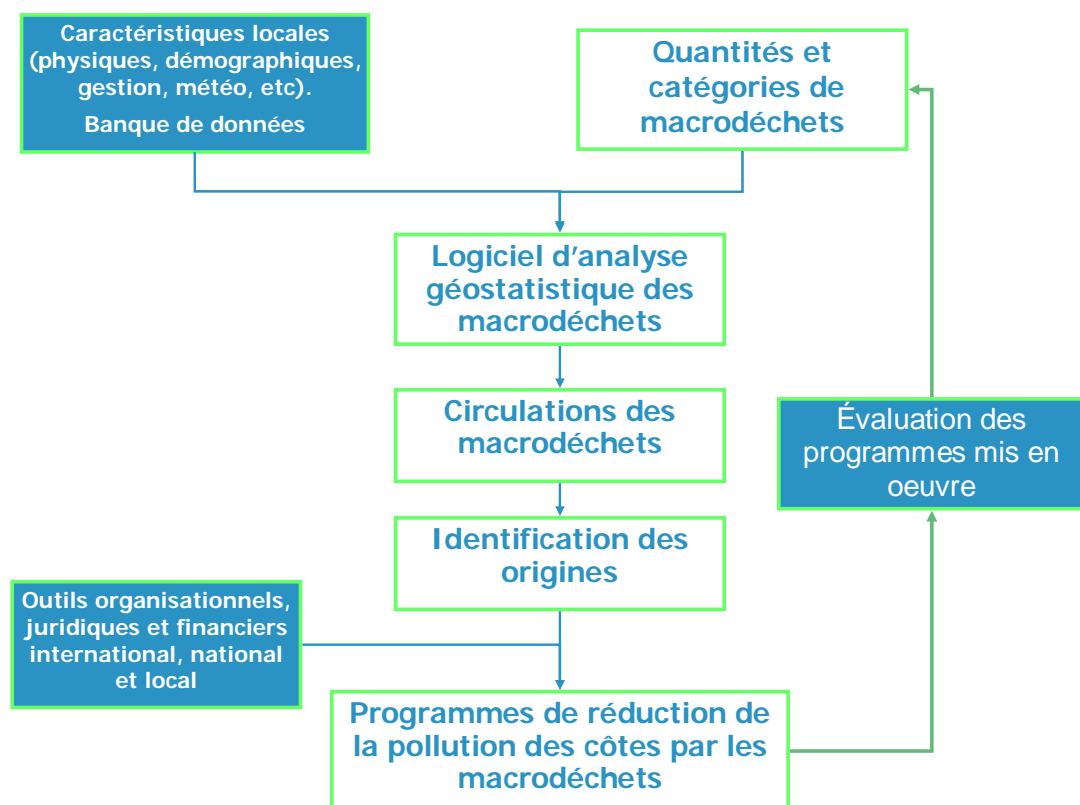 Caractéristiques locales
(physiques, démographiques,
gestion, météo, etc).
Banque de données
Quantités et
catégories de
macrodéchets
Logiciel d'analyse
géostatistique des
macrodéchets
Circulations des
macrodéchets
Évaluation des
programmes mis en
oeuvre
Identification des
origines
Outils organisationnels,
juridiques et financiers
international, national
et local
Programmes de réduction de
la pollution des côtes par les
macrodéchets